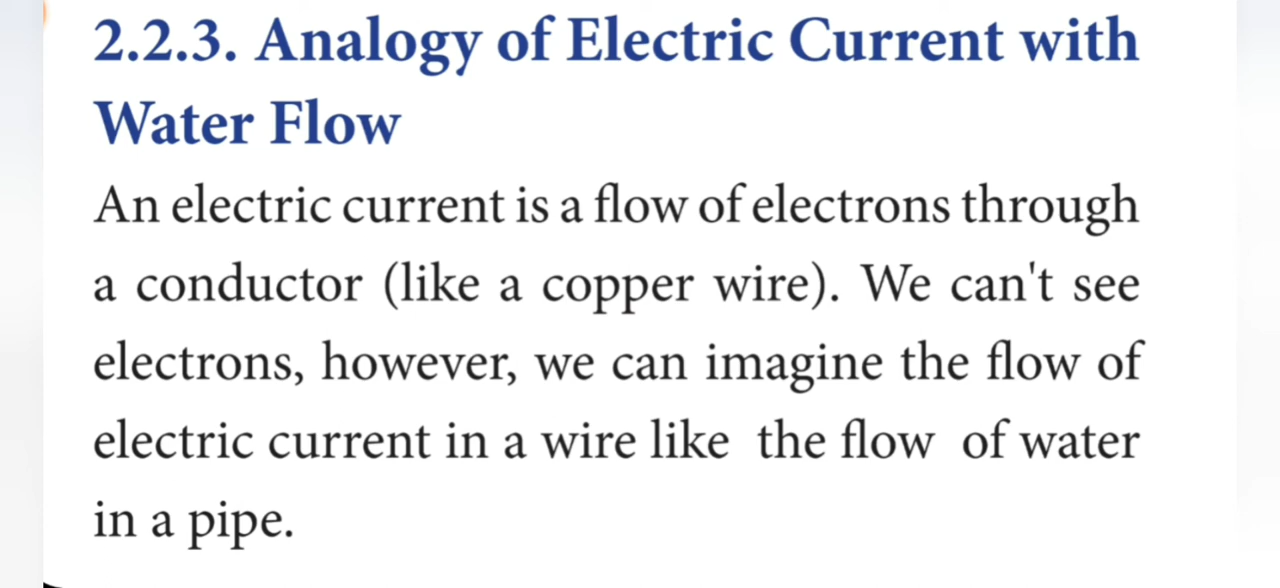 2.2.3. Analogy of Electric Current with
Water Flow
An electric current is a flow of electrons through
a conductor (like a copper wire). We can't see
electrons, however, we can imagine the flow of
electric current in a wire like the flow of water
in a pipe.